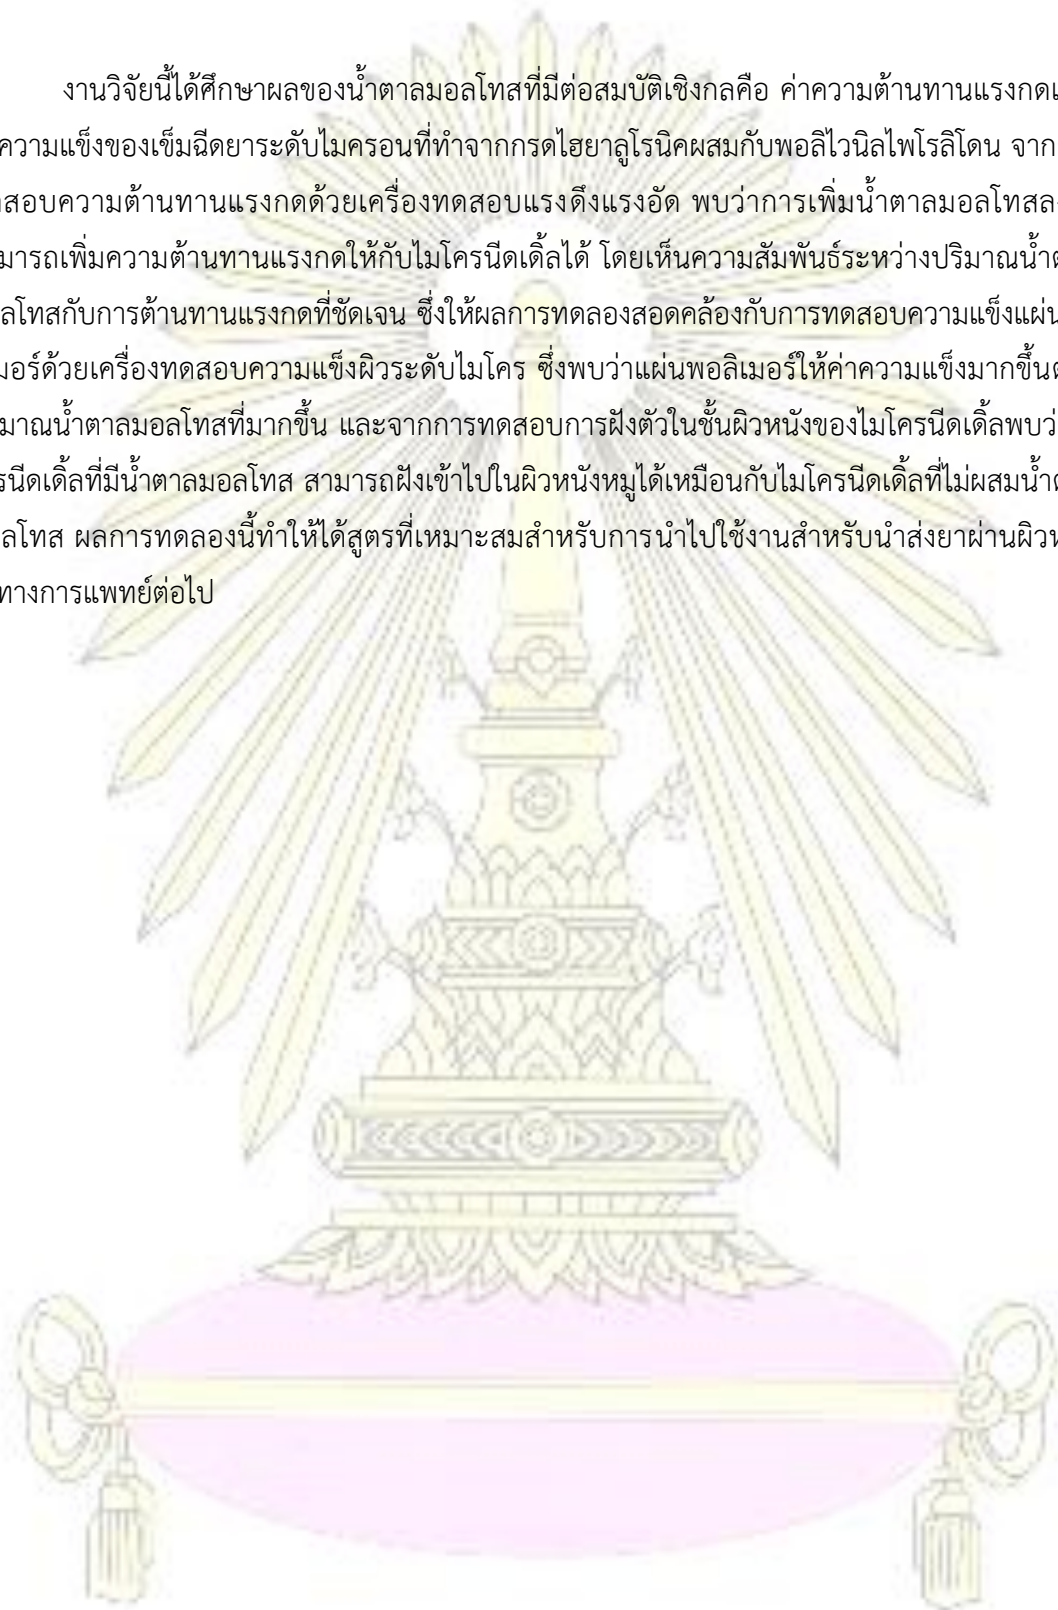 งานวิจัยนี้ได้ศึกษาผลของน้ำตาลมอลโทสที่มีต่อสมบัติเชิงกลคือ ค่าความต้านทานแรงกดแ
ความแข็งของเข็มฉีดยาระดับไมครอนที่ทำจากกรดไฮยาลูโรนิคผสมกับพอลิไวนิลไพโรลิโดน จาก
สอบความต้านทานแรงกดด้วยเครื่องทดสอบแรงดึงแรงอัด พบว่าการเพิ่มน้ำตาลมอลโทสล
มารถเพิ่มความต้านทานแรงกดให้กับไมโครนีดเดิ้ลได้ โดยเห็นความสัมพันธ์ระหว่างปริมาณน้ำต
ลโทสกับการต้านทานแรงกดที่ชัดเจน ซึ่งให้ผลการทดลองสอดคล้องกับการทดสอบความแข็งแผ่น
เมอร์ด้วยเครื่องทดสอบความแข็งผิวระดับไมโคร ซึ่งพบว่าแผ่นพอลิเมอร์ให้ค่าความแข็งมากขึ้นต
มาณน้ำตาลมอลโทสที่มากขึ้น และจากการทดสอบการฝังตัวในชั้นผิวหนังของไมโครนีดเดิ้ลพบว่
รนีดเดิ้ลที่มีน้ำตาลมอลโทส สามารถฝังเข้าไปในผิวหนังหมูได้เหมือนกับไมโครนีดเดิ้ลที่ไม่ผสมน้ำต
ลโทส ผลการทดลองนี้ทำให้ได้สูตรที่เหมาะสมสำหรับการนำไปใช้งานสำหรับนำส่งยาผ่านผิวห
ทางการแพทย์ต่อไป